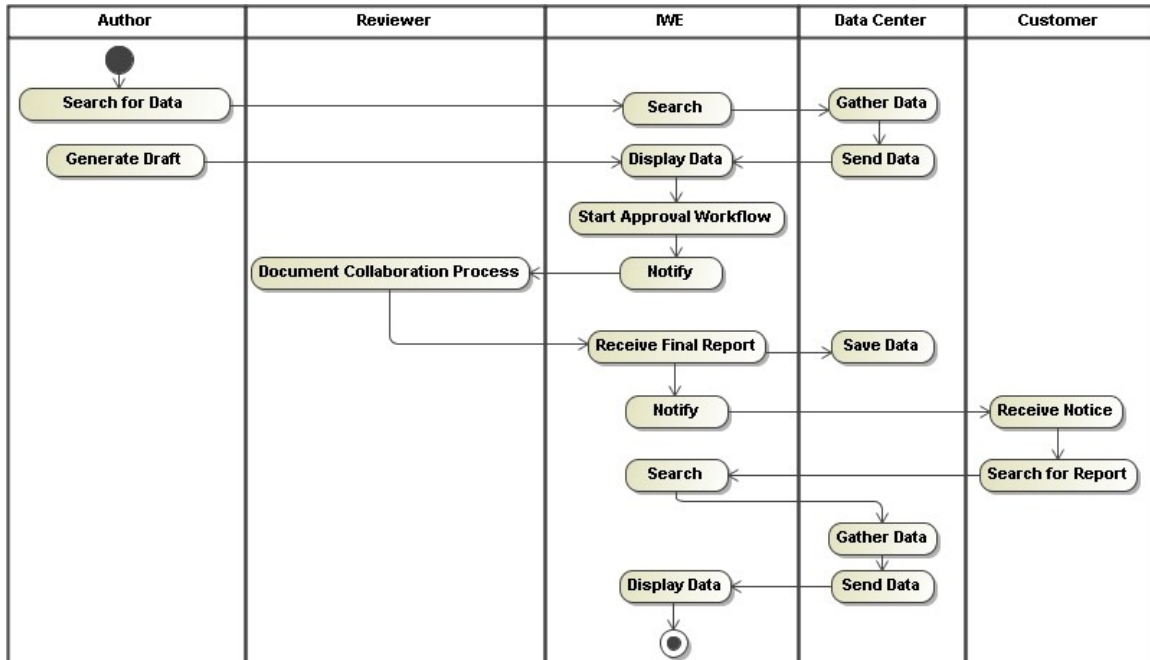 Author
Reviewer
IWE
Data Center
Customer
Search for Data
Search
Gather Data
Generate Draft
Display Data
Send Data
Start Approval Workflow
Document Collaboration Process
Notify
Receive Final Report
Save Data
Notify
Receive Notice
Search
Search for Report
Gather Data
Display Data
Send Data